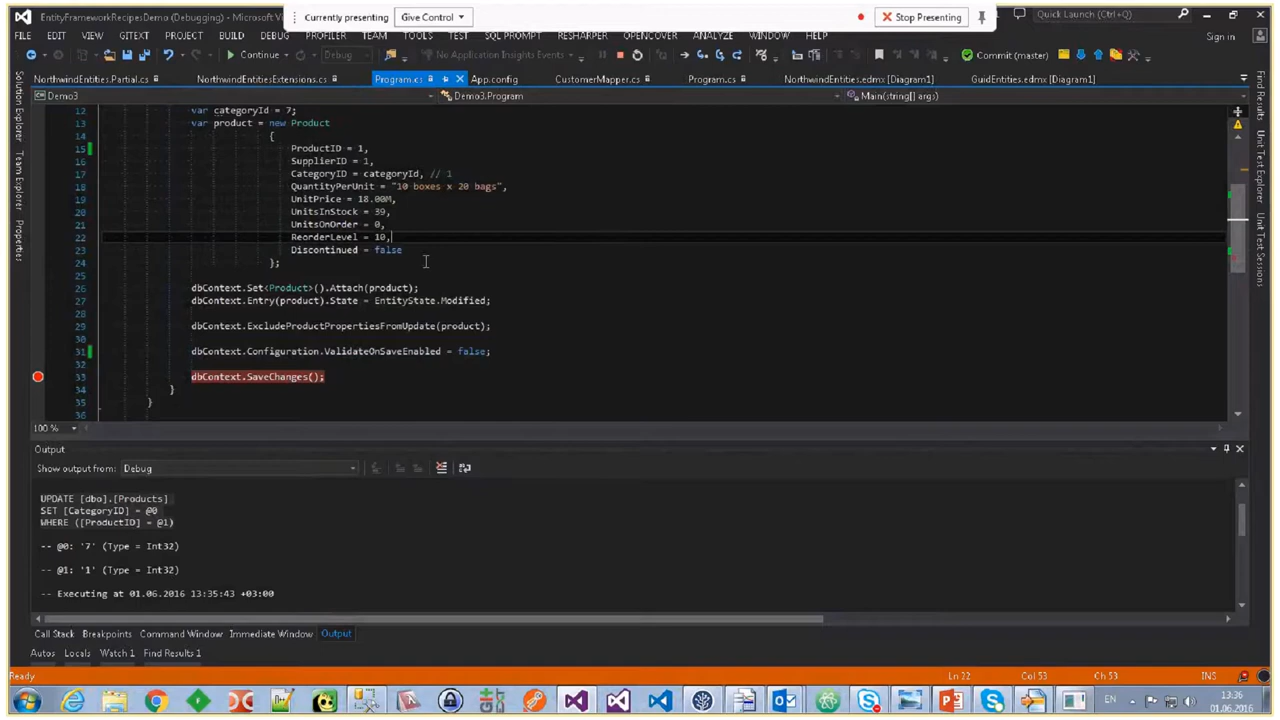 EntityFrameworkRecipesDemo (Debugging) - Microsoft Vis
Currently presenting
Give Control
Stop Presenting
Quick Launch (Ctrl+Q)
FILE EDIT VIEW GITEXT PROJECT BUILD DEBUG PROFILER TEAM TOOLS TEST SQL PROMPT RESHARPER OPENCOVER ANALYZE WINDOW HELP
Sign in
Continue
Debug
No Application Insights Events
Commit (master)
NorthwindEntities.Partial.cs NorthwindEntitiesExtensions.cs Program.cs App.config CustomerMapper.cs Program.cs NorthwindEntities.edmx [Diagram1] GuidEntities.edmx [Diagram1]
Demo3 Demo3.Program Main(string[] args)
Solution Explorer
Team Explorer
Properties
Find Results 1
Unit Test Explorer
Unit Test Sessions
12 var categoryId = 7;
13 var product = new Product
14 {
15 ProductID = 1,
16 SupplierID = 1,
17 CategoryID = categoryId, // 1
18 QuantityPerUnit = "10 boxes x 20 bags",
19 UnitPrice = 18.00M,
20 UnitsInStock = 39,
21 UnitsOnOrder = 0,
22 ReorderLevel = 10,
23 Discontinued = false
24 };
25
26 dbContext.Set<Product>().Attach(product);
27 dbContext.Entry(product).State = EntityState.Modified;
28
29 dbContext.ExcludeProductPropertiesFromUpdate(product);
30
31 dbContext.Configuration.ValidateOnSaveEnabled = false;
32
33 dbContext.SaveChanges();
34 }
35 }
36
100 %
Output
Show output from: Debug
UPDATE [dbo].[Products]
SET [CategoryID] = @0
WHERE ([ProductID] = @1)
-- @0: '7' (Type = Int32)
-- @1: '1' (Type = Int32)
-- Executing at 01.06.2016 13:35:43 +03:00
Call Stack Breakpoints Command Window Immediate Window Output
Autos Locals Watch 1 Find Results 1
Ready Ln 22 Col 53 Ch 53 INS
EN
13:36
01.06.2016